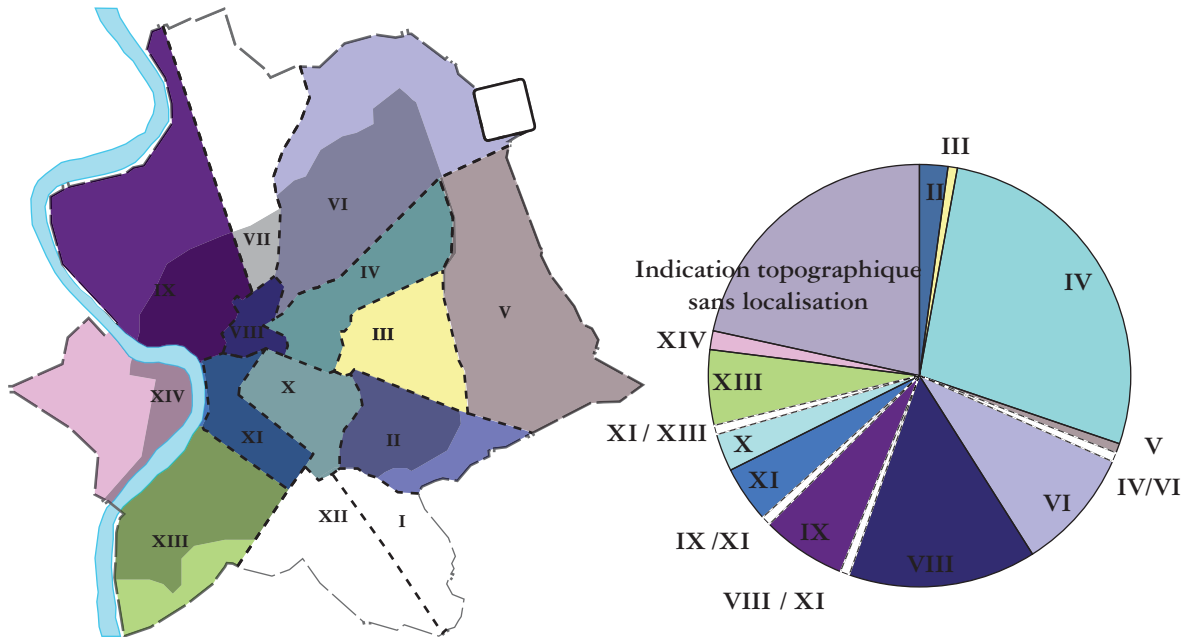 VI
VII
IV
IX
V
VIII
III
X
XIV
XI
II
XII
I
XIII
III
II
Indication topographique
sans localisation
IV
XIV
XIII
XI / XIII
X
V
XI
IV/VI
VI
IX /XI
IX
VIII
VIII / XI